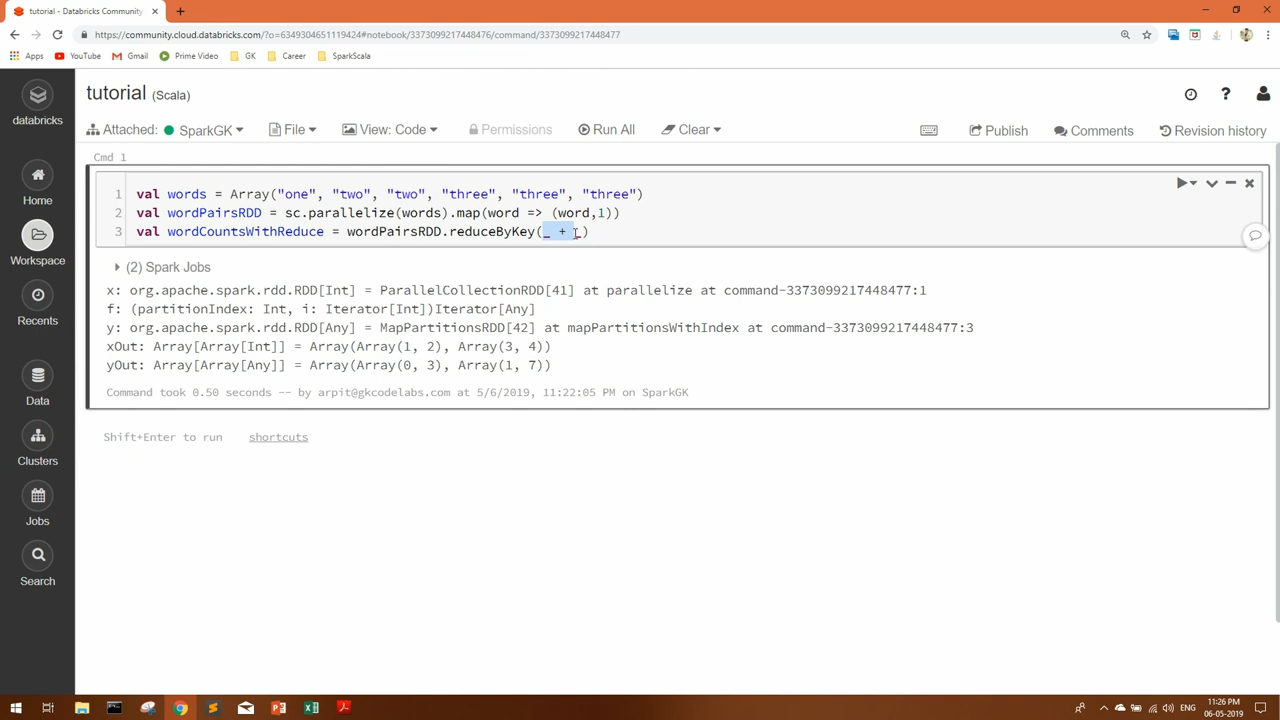 tutorial - Databricks Community
https://community.cloud.databricks.com/?o=6349304651119424#notebook/3373099217448476/command/3373099217448477
Apps YouTube Gmail Prime Video GK Career SparkScala
databricks
Home
Workspace
Recents
Data
Clusters
Jobs
Search
tutorial (Scala)
Attached: SparkGK File View: Code Permissions Run All Clear Publish Comments Revision history
Cmd 1
1 val words = Array("one", "two", "two", "three", "three", "three")
2 val wordPairsRDD = sc.parallelize(words).map(word => (word,1))
3 val wordCountsWithReduce = wordPairsRDD.reduceByKey(_ + _)
(2) Spark Jobs
x: org.apache.spark.rdd.RDD[Int] = ParallelCollectionRDD[41] at parallelize at command-3373099217448477:1
f: (partitionIndex: Int, i: Iterator[Int])Iterator[Any]
y: org.apache.spark.rdd.RDD[Any] = MapPartitionsRDD[42] at mapPartitionsWithIndex at command-3373099217448477:3
xOut: Array[Array[Int]] = Array(Array(1, 2), Array(3, 4))
yOut: Array[Array[Any]] = Array(Array(0, 3), Array(1, 7))
Command took 0.50 seconds -- by arpit@gkcodelabs.com at 5/6/2019, 11:22:05 PM on SparkGK
Shift+Enter to run shortcuts
ENG
11:26 PM
06-05-2019